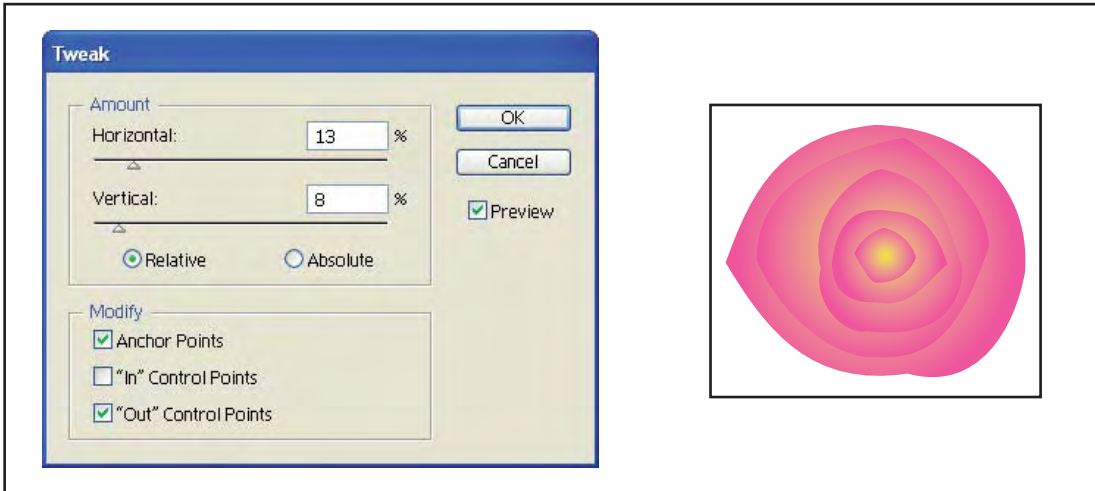 Tweak
Amount
Horizontal: 13 %
Vertical: 8 %
Relative Absolute
Modify
Anchor Points
"In" Control Points
"Out" Control Points
OK
Cancel
Preview